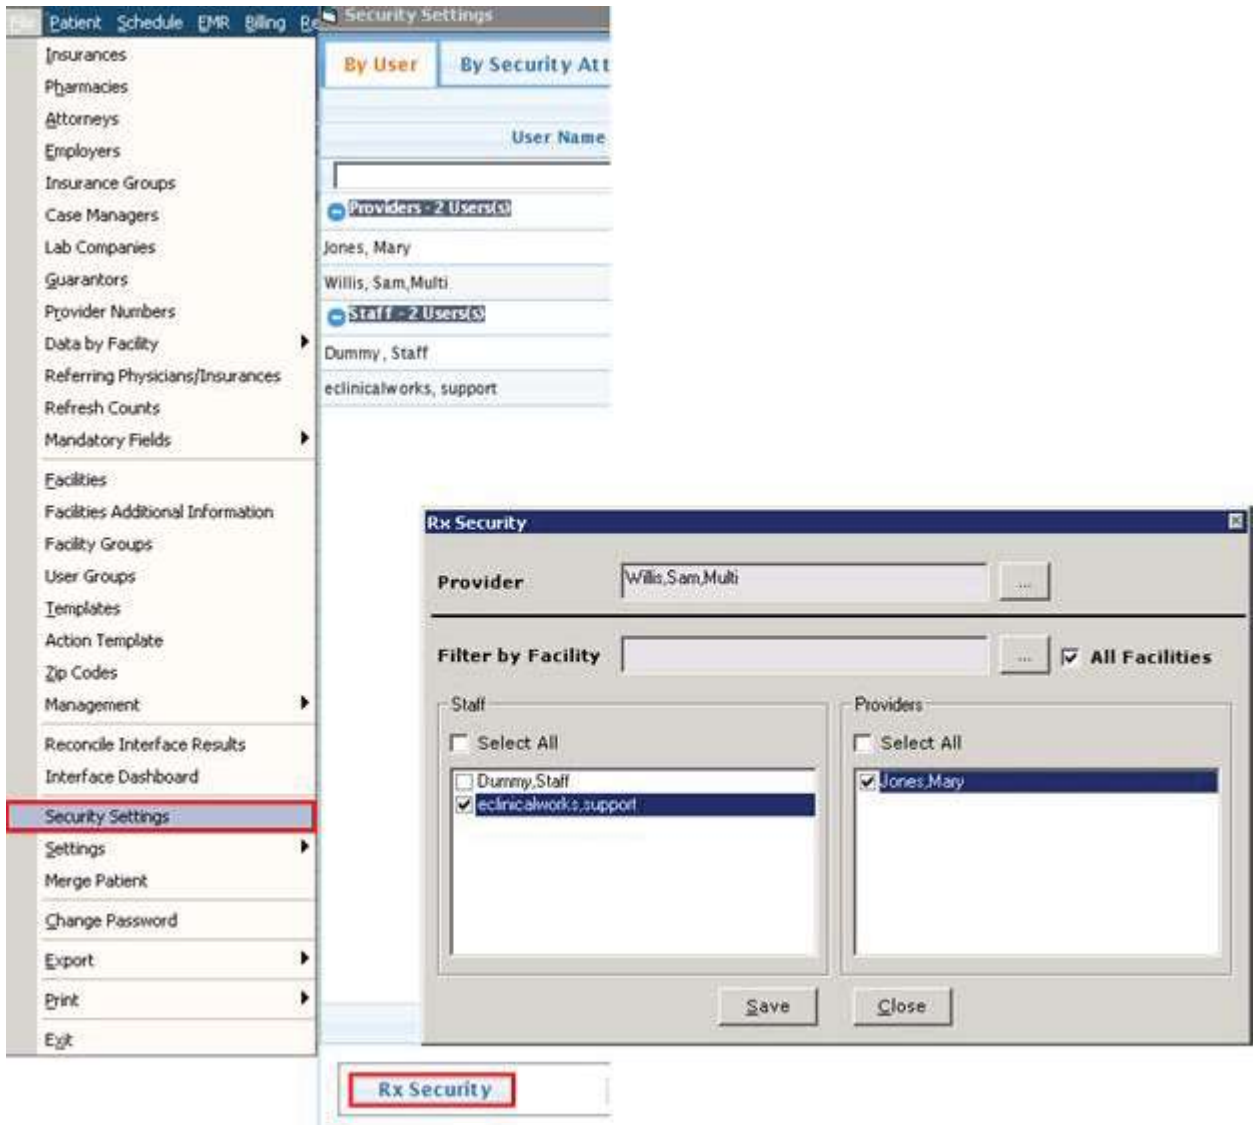 Patient Schedule EMR Billing
Insurances
Pharmacies
Attorneys
Employers
Insurance Groups
Case Managers
Lab Companies
Guarantors
Provider Numbers
Data by Facility
Referring Physicians/Insurances
Refresh Counts
Mandatory Fields
Facilities
Facilities Additional Information
Facility Groups
User Groups
Templates
Action Template
Zip Codes
Management
Reconcile Interface Results
Interface Dashboard
Security Settings
Settings
Merge Patient
Change Password
Export
Print
Exit
Security Settings
By User By Security Att
User Name
Providers - 2 Users(s)
Jones, Mary
Willis, Sam,Multi
Staff - 2 Users(s)
Dummy , Staff
eclinicalworks, support
Rx Security
Rx Security
Provider Willis,Sam,Multi ...
Filter by Facility ... All Facilities
Staff
Select All
Dummy,Staff
eclinicalworks,support
Providers
Select All
Jones,Mary
Save Close